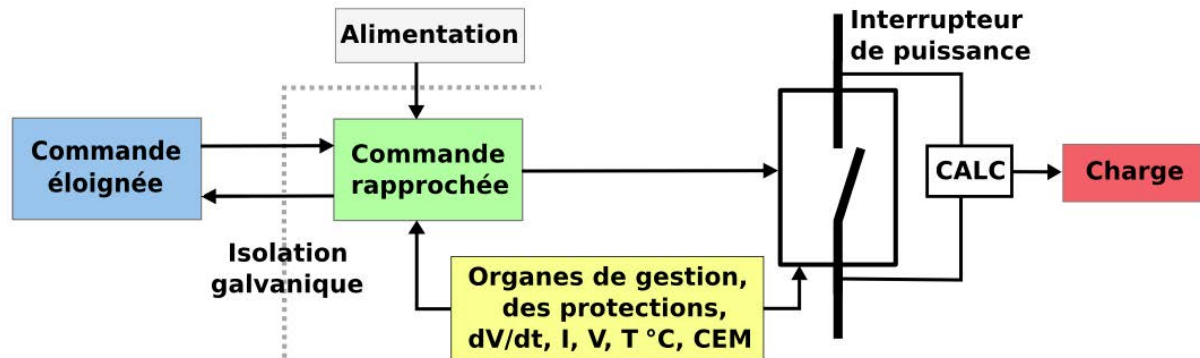 Alimentation
Interrupteur
de puissance
Commande
éloignée
Commande
rapprochée
CALC
Charge
Isolation
galvanique
Organes de gestion,
des protections,
dV/dt, I, V, T °C, CEM